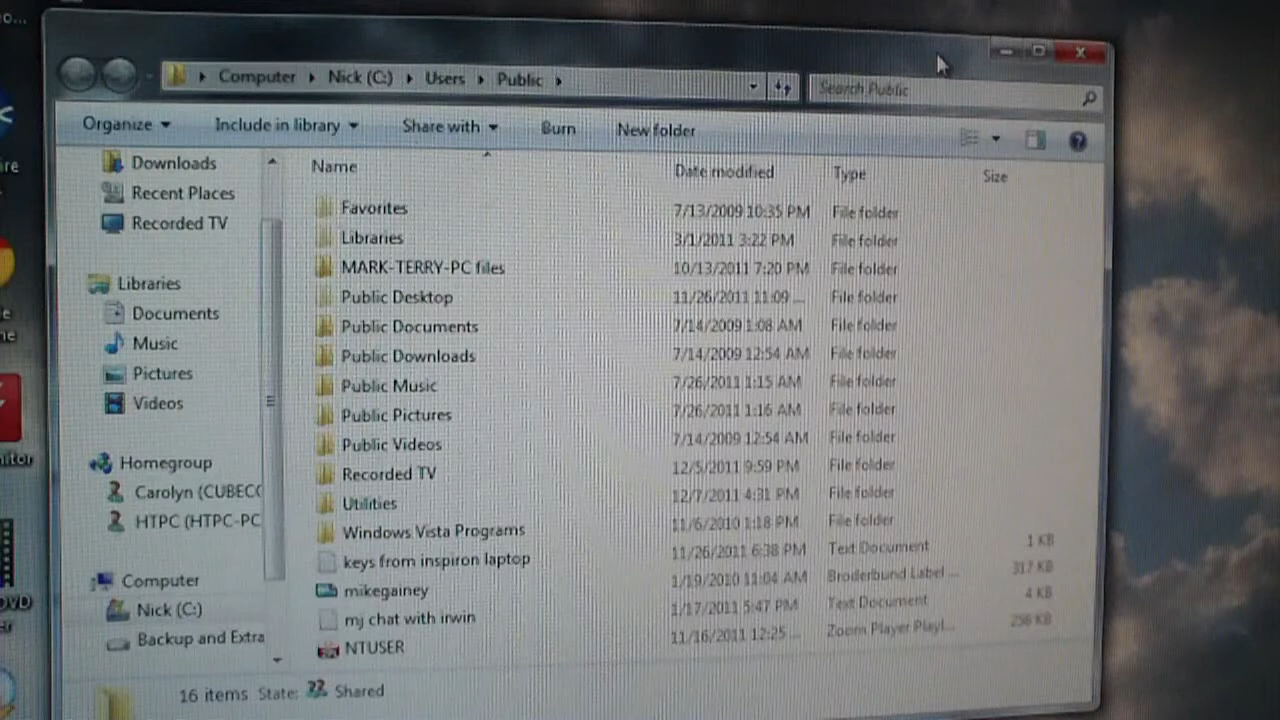 Computer Nick (C:) Users Public
Search Public
Organize Include in library Share with Burn New folder
Downloads
Recent Places
Recorded TV
Libraries
Documents
Music
Pictures
Videos
Homegroup
Carolyn (CUBECO
HTPC (HTPC-PC
Computer
Nick (C:)
Backup and Extra
Name Date modified Type Size
Favorites 7/13/2009 10:35 PM File folder
Libraries 3/1/2011 3:22 PM File folder
MARK-TERRY-PC files 10/13/2011 7:20 PM File folder
Public Desktop 11/26/2011 11:09 ... File folder
Public Documents 7/14/2009 1:08 AM File folder
Public Downloads 7/14/2009 12:54 AM File folder
Public Music 7/26/2011 1:15 AM File folder
Public Pictures 7/26/2011 1:16 AM File folder
Public Videos 7/14/2009 12:54 AM File folder
Recorded TV 12/5/2011 9:59 PM File folder
Utilities 12/7/2011 4:31 PM File folder
Windows Vista Programs 11/6/2010 1:18 PM File folder
keys from inspiron laptop 11/26/2011 6:38 PM Text Document 1 KB
mikegainey 1/19/2010 11:04 AM Broderbund Label ... 317 KB
mj chat with irwin 1/17/2011 5:47 PM Text Document 4 KB
NTUSER 11/16/2011 12:25 ... Zoom Player Playl... 256 KB
16 items State: Shared